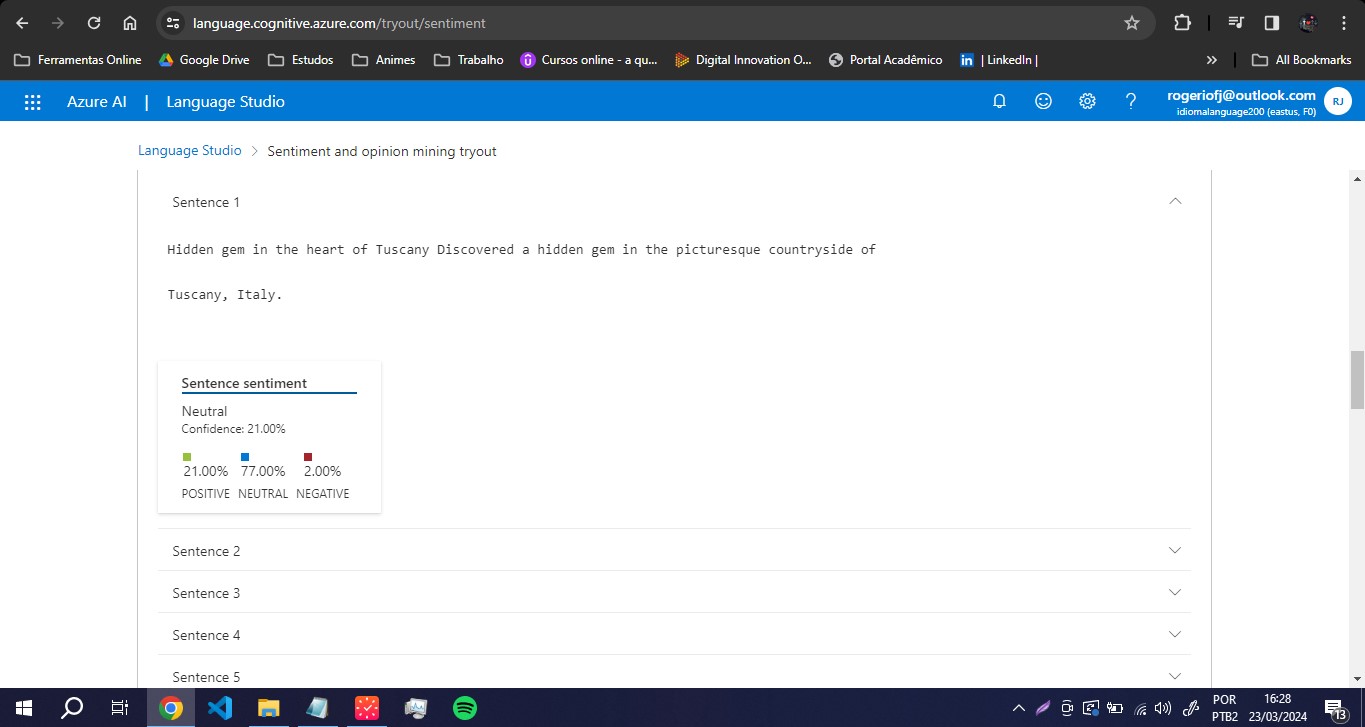 language.cognitive.azure.com/tryout/sentiment
Ferramentas Online Google Drive Estudos Animes Trabalho Cursos online - a qu... Digital Innovation O... Portal Acadêmico in | LinkedIn | » All Bookmarks
Azure AI | Language Studio ? rogeriofj@outlook.com RJ
idiomalanguage200 (eastus, F0)
Language Studio > Sentiment and opinion mining tryout
Sentence 1
Hidden gem in the heart of Tuscany Discovered a hidden gem in the picturesque countryside of
Tuscany, Italy.
Sentence sentiment
Neutral
Confidence: 21.00%
21.00% 77.00% 2.00%
POSITIVE NEUTRAL NEGATIVE
Sentence 2
Sentence 3
Sentence 4
Sentence 5
POR 16:28
PTB2 23/03/2024 13